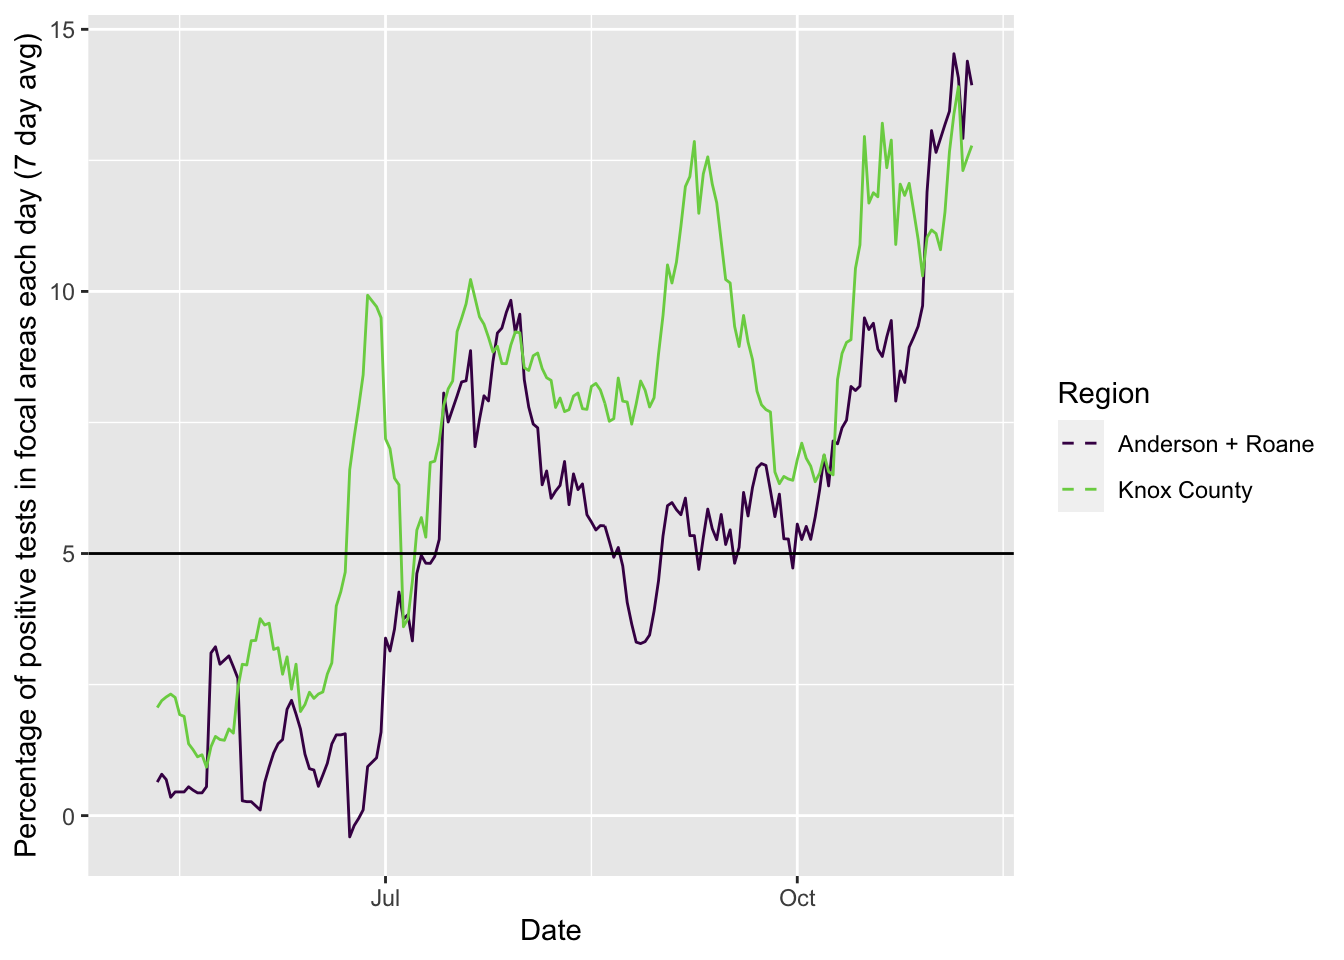 Percentage of positive tests in focal areas each day (7 day avg)
15
10
5
0
Jul
Oct
Date
Region
Anderson + Roane
Knox County